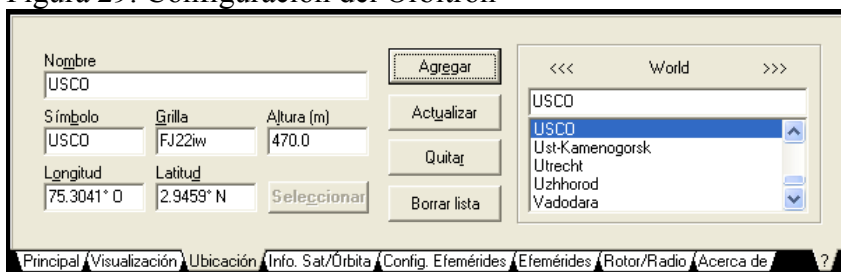 Figura 29. Configuración del Orbitron
Nombre
USCO
Símbolo Grilla Altura (m)
USCO FJ22iw 470.0
Longitud Latitud
75.3041° O 2.9459° N Seleccionar
Agregar
Actualizar
Quitar
Borrar lista
<<< World >>>
USCO
USCO
Ust-Kamenogorsk
Utrecht
Uzhhorod
Vadodara
Principal Visualización Ubicación Info. Sat/Órbita Config. Efemérides Efemérides Rotor/Radio Acerca de ?